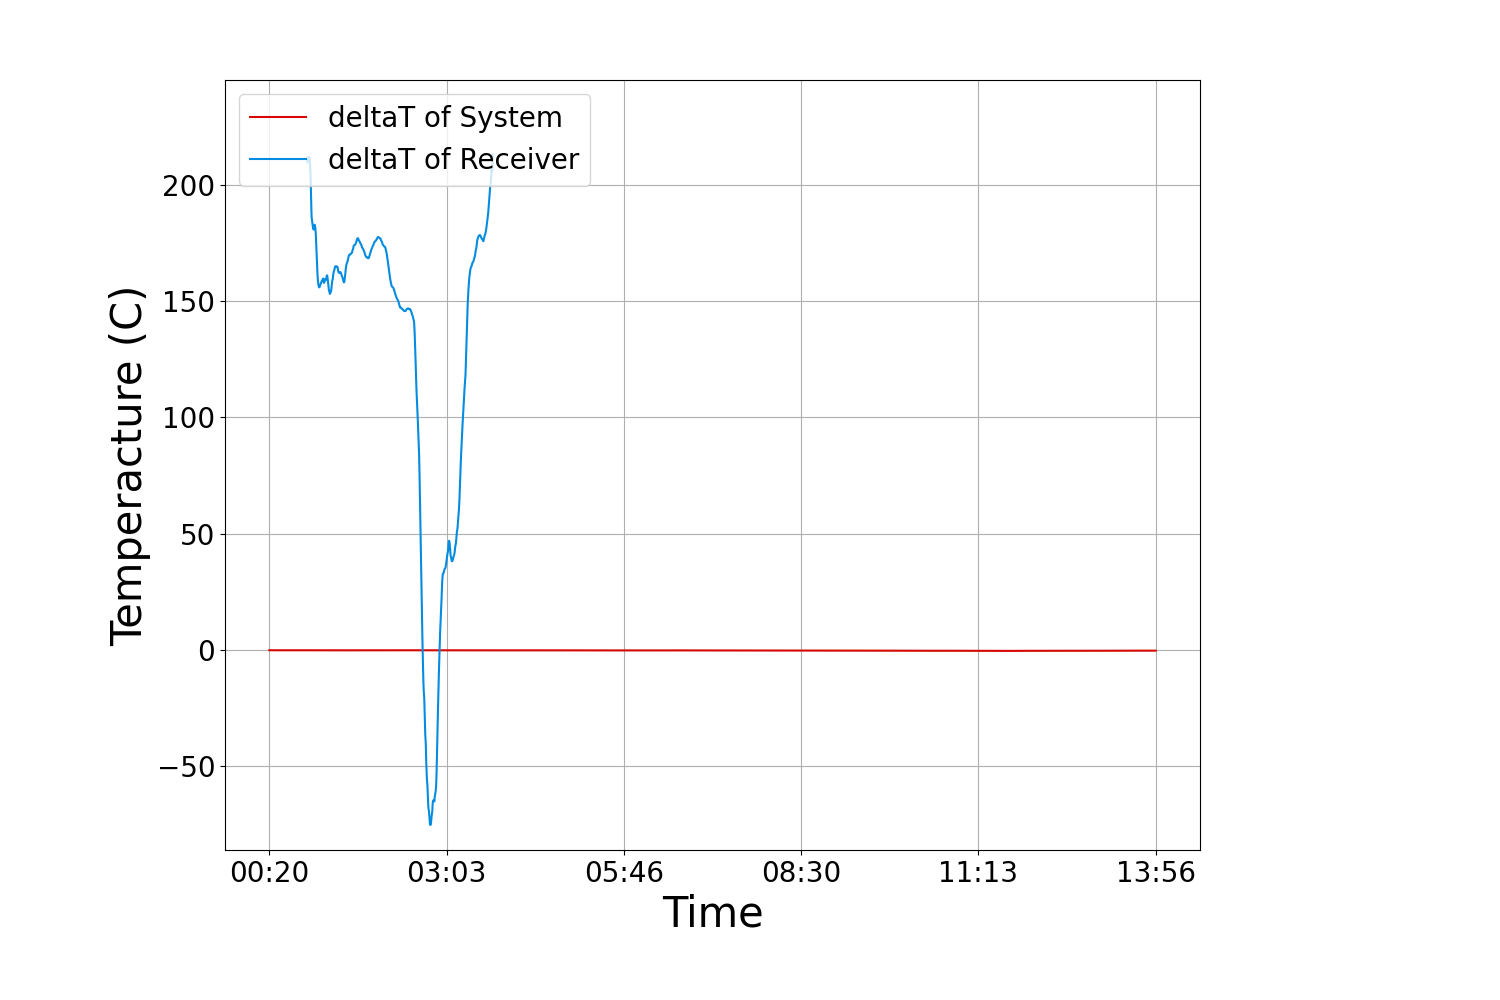 deltaT of System
deltaT of Receiver
Temperacture (C)
200
150
100
50
0
−50
00:20 03:03 05:46 08:30 11:13 13:56
Time